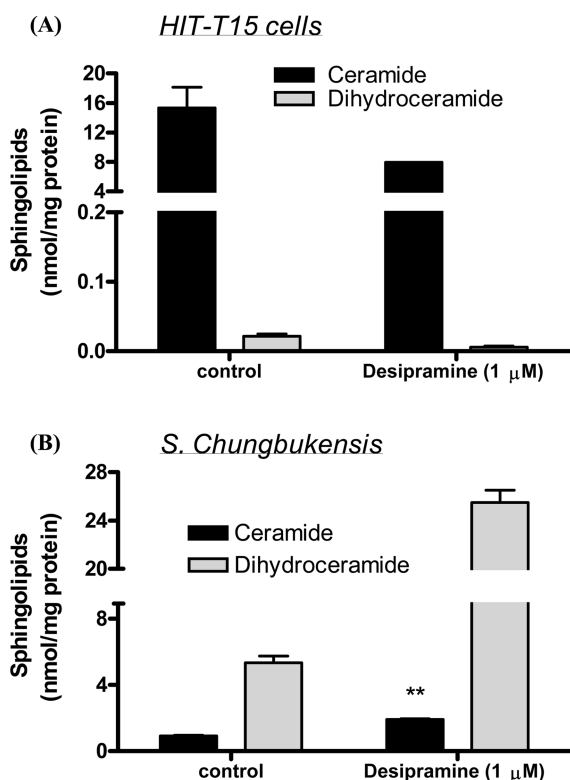 (A) HIT-T15 cells
Ceramide
Dihydroceramide
Sphingolipids
(nmol/mg protein)
20
16
12
8
4
0.2
0.1
0.0
control Desipramine (1 μM)
(B) S. Chungbukensis
Ceramide
Dihydroceramide
Sphingolipids
(nmol/mg protein)
28
24
20
8
4
0
**
control Desipramine (1 μM)